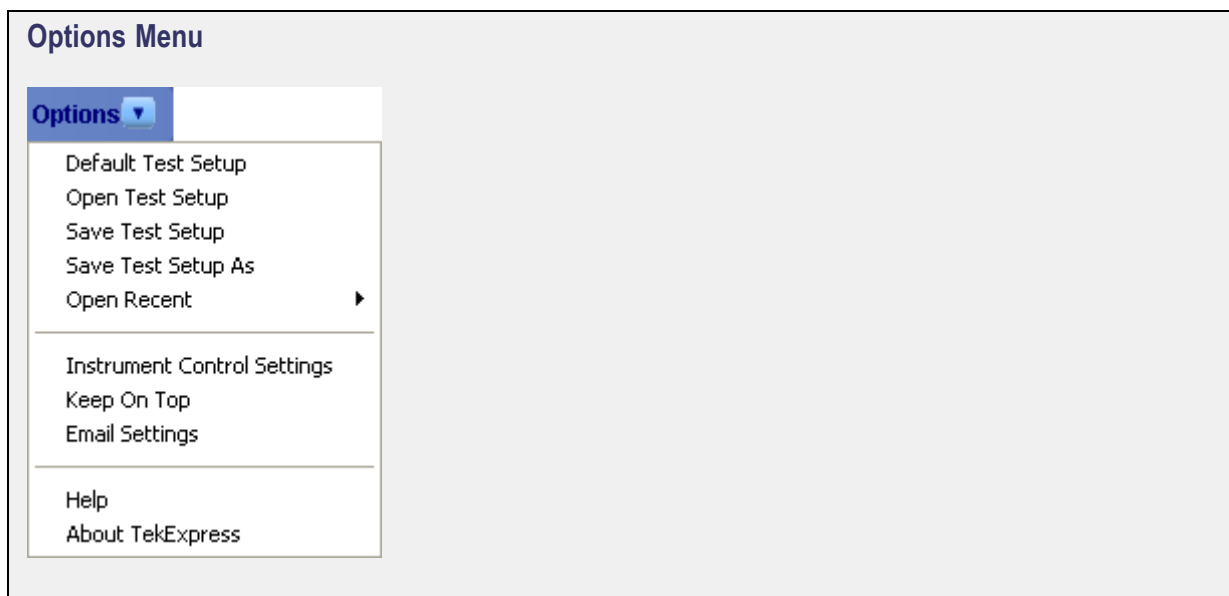 Options Menu
Options
Default Test Setup
Open Test Setup
Save Test Setup
Save Test Setup As
Open Recent
Instrument Control Settings
Keep On Top
Email Settings
Help
About TekExpress